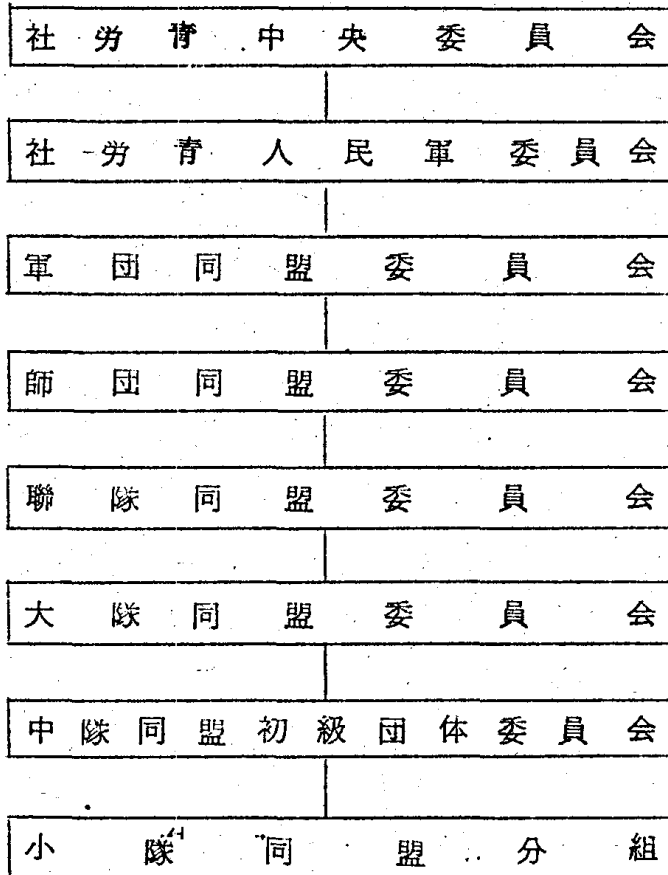 社労青中央委員会
社労青人民軍委員会
軍団同盟委員会
師団同盟委員会
聯隊同盟委員会
大隊同盟委員会
中隊同盟初級団体委員会
小隊同盟分組